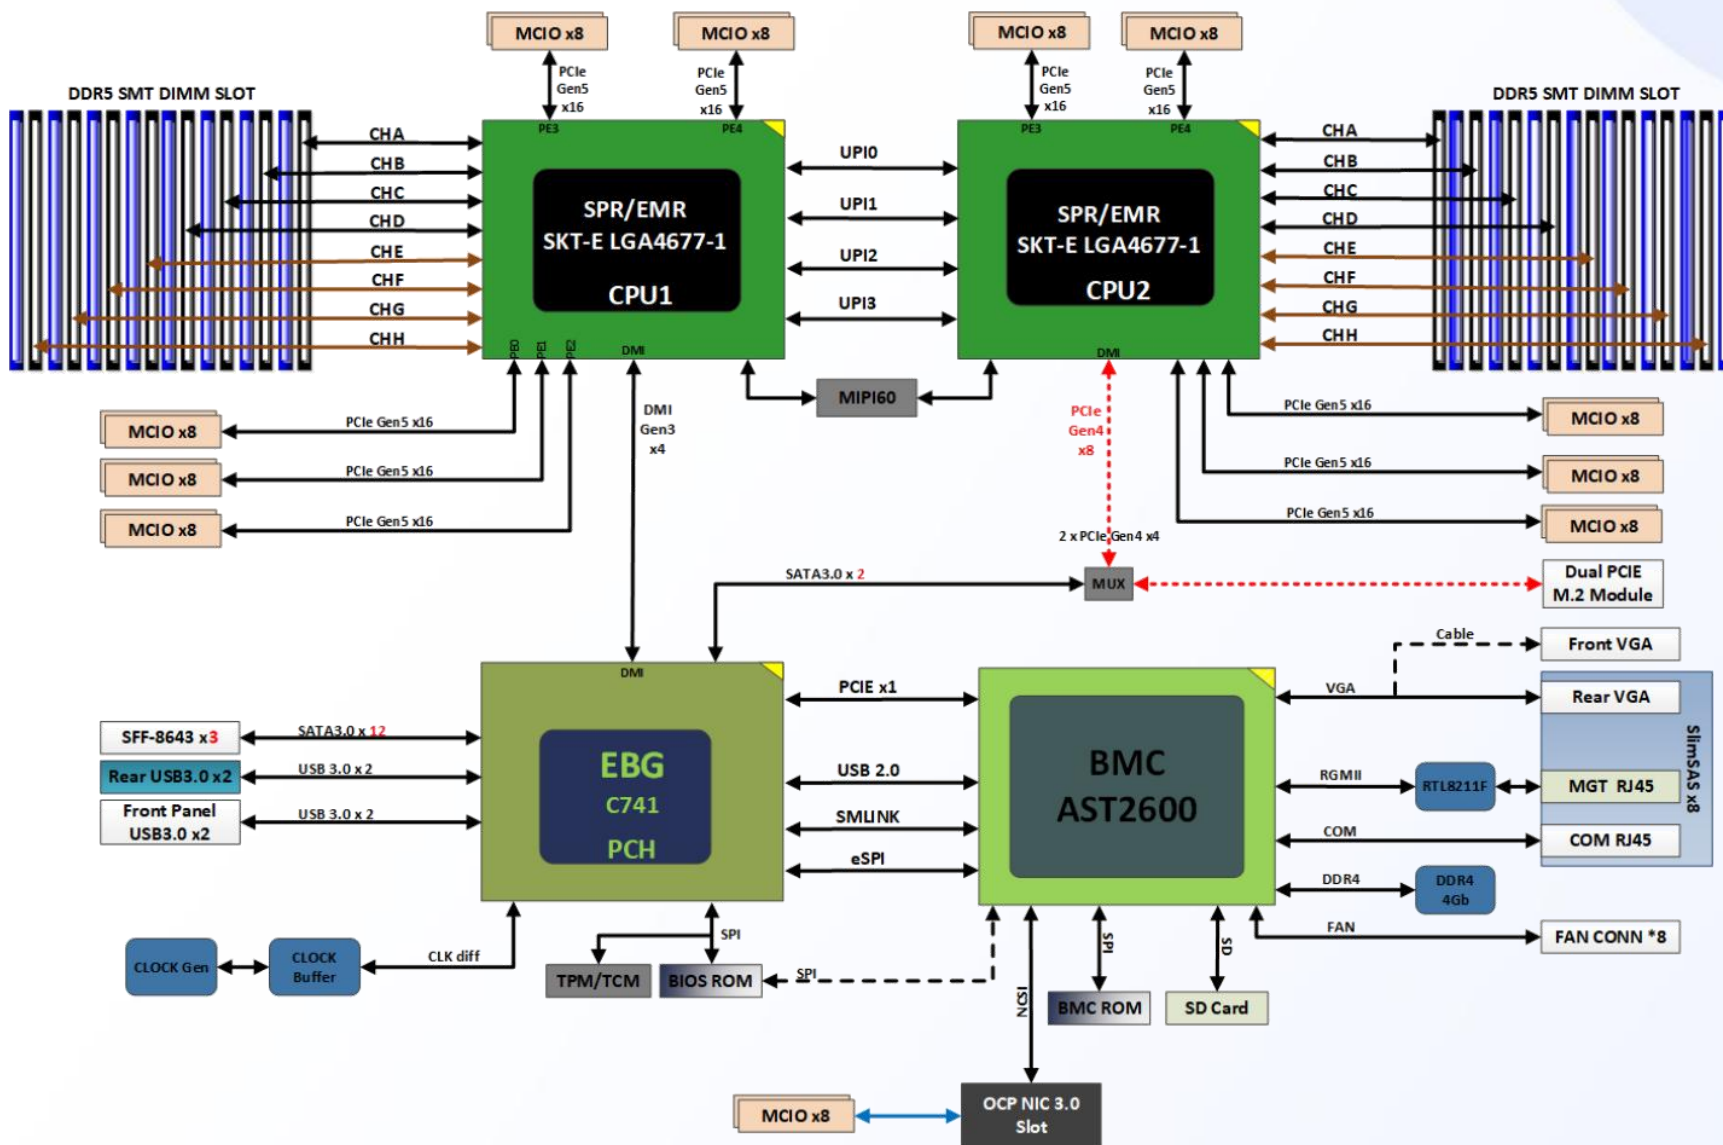 MCIO x8
MCIO x8
MCIO x8
MCIO x8
PCIe
Gen5
x16
PCIe
Gen5
x16
PCIe
Gen5
x16
PCIe
Gen5
x16
DDR5 SMT DIMM SLOT
DDR5 SMT DIMM SLOT
PE3
PE4
PE3
PE4
CHA
CHB
CHC
CHD
CHE
CHF
CHG
CHH
SPR/EMR
SKT-E LGA4677-1
CPU1
PE0
PE1
PE2
DMI
UPI0
UPI1
UPI2
UPI3
SPR/EMR
SKT-E LGA4677-1
CPU2
DMI
CHA
CHB
CHC
CHD
CHE
CHF
CHG
CHH
MIPI60
MCIO x8
PCIe Gen5 x16
MCIO x8
PCIe Gen5 x16
MCIO x8
PCIe Gen5 x16
DMI
Gen3
x4
PCIe
Gen4
x8
PCIe Gen5 x16
MCIO x8
PCIe Gen5 x16
MCIO x8
PCIe Gen5 x16
MCIO x8
2 x PCIe Gen4 x4
SATA3.0 x 2
MUX
Dual PCIE
M.2 Module
Cable
Front VGA
DMI
EBG
C741
PCH
PCIE x1
USB 2.0
SMLINK
eSPI
BMC
AST2600
VGA
Rear VGA
RGMII
RTL8211F
MGT RJ45
COM
COM RJ45
SlimSAS x8
DDR4
DDR4
4Gb
FAN
FAN CONN *8
SFF-8643 x3
SATA3.0 x 12
Rear USB3.0 x2
USB 3.0 x 2
Front Panel
USB3.0 x2
USB 3.0 x 2
CLOCK Gen
CLOCK
Buffer
CLK diff
SPI
TPM/TCM
BIOS ROM
SPI
NCSI
SPI
SD
BMC ROM
SD Card
MCIO x8
OCP NIC 3.0
Slot